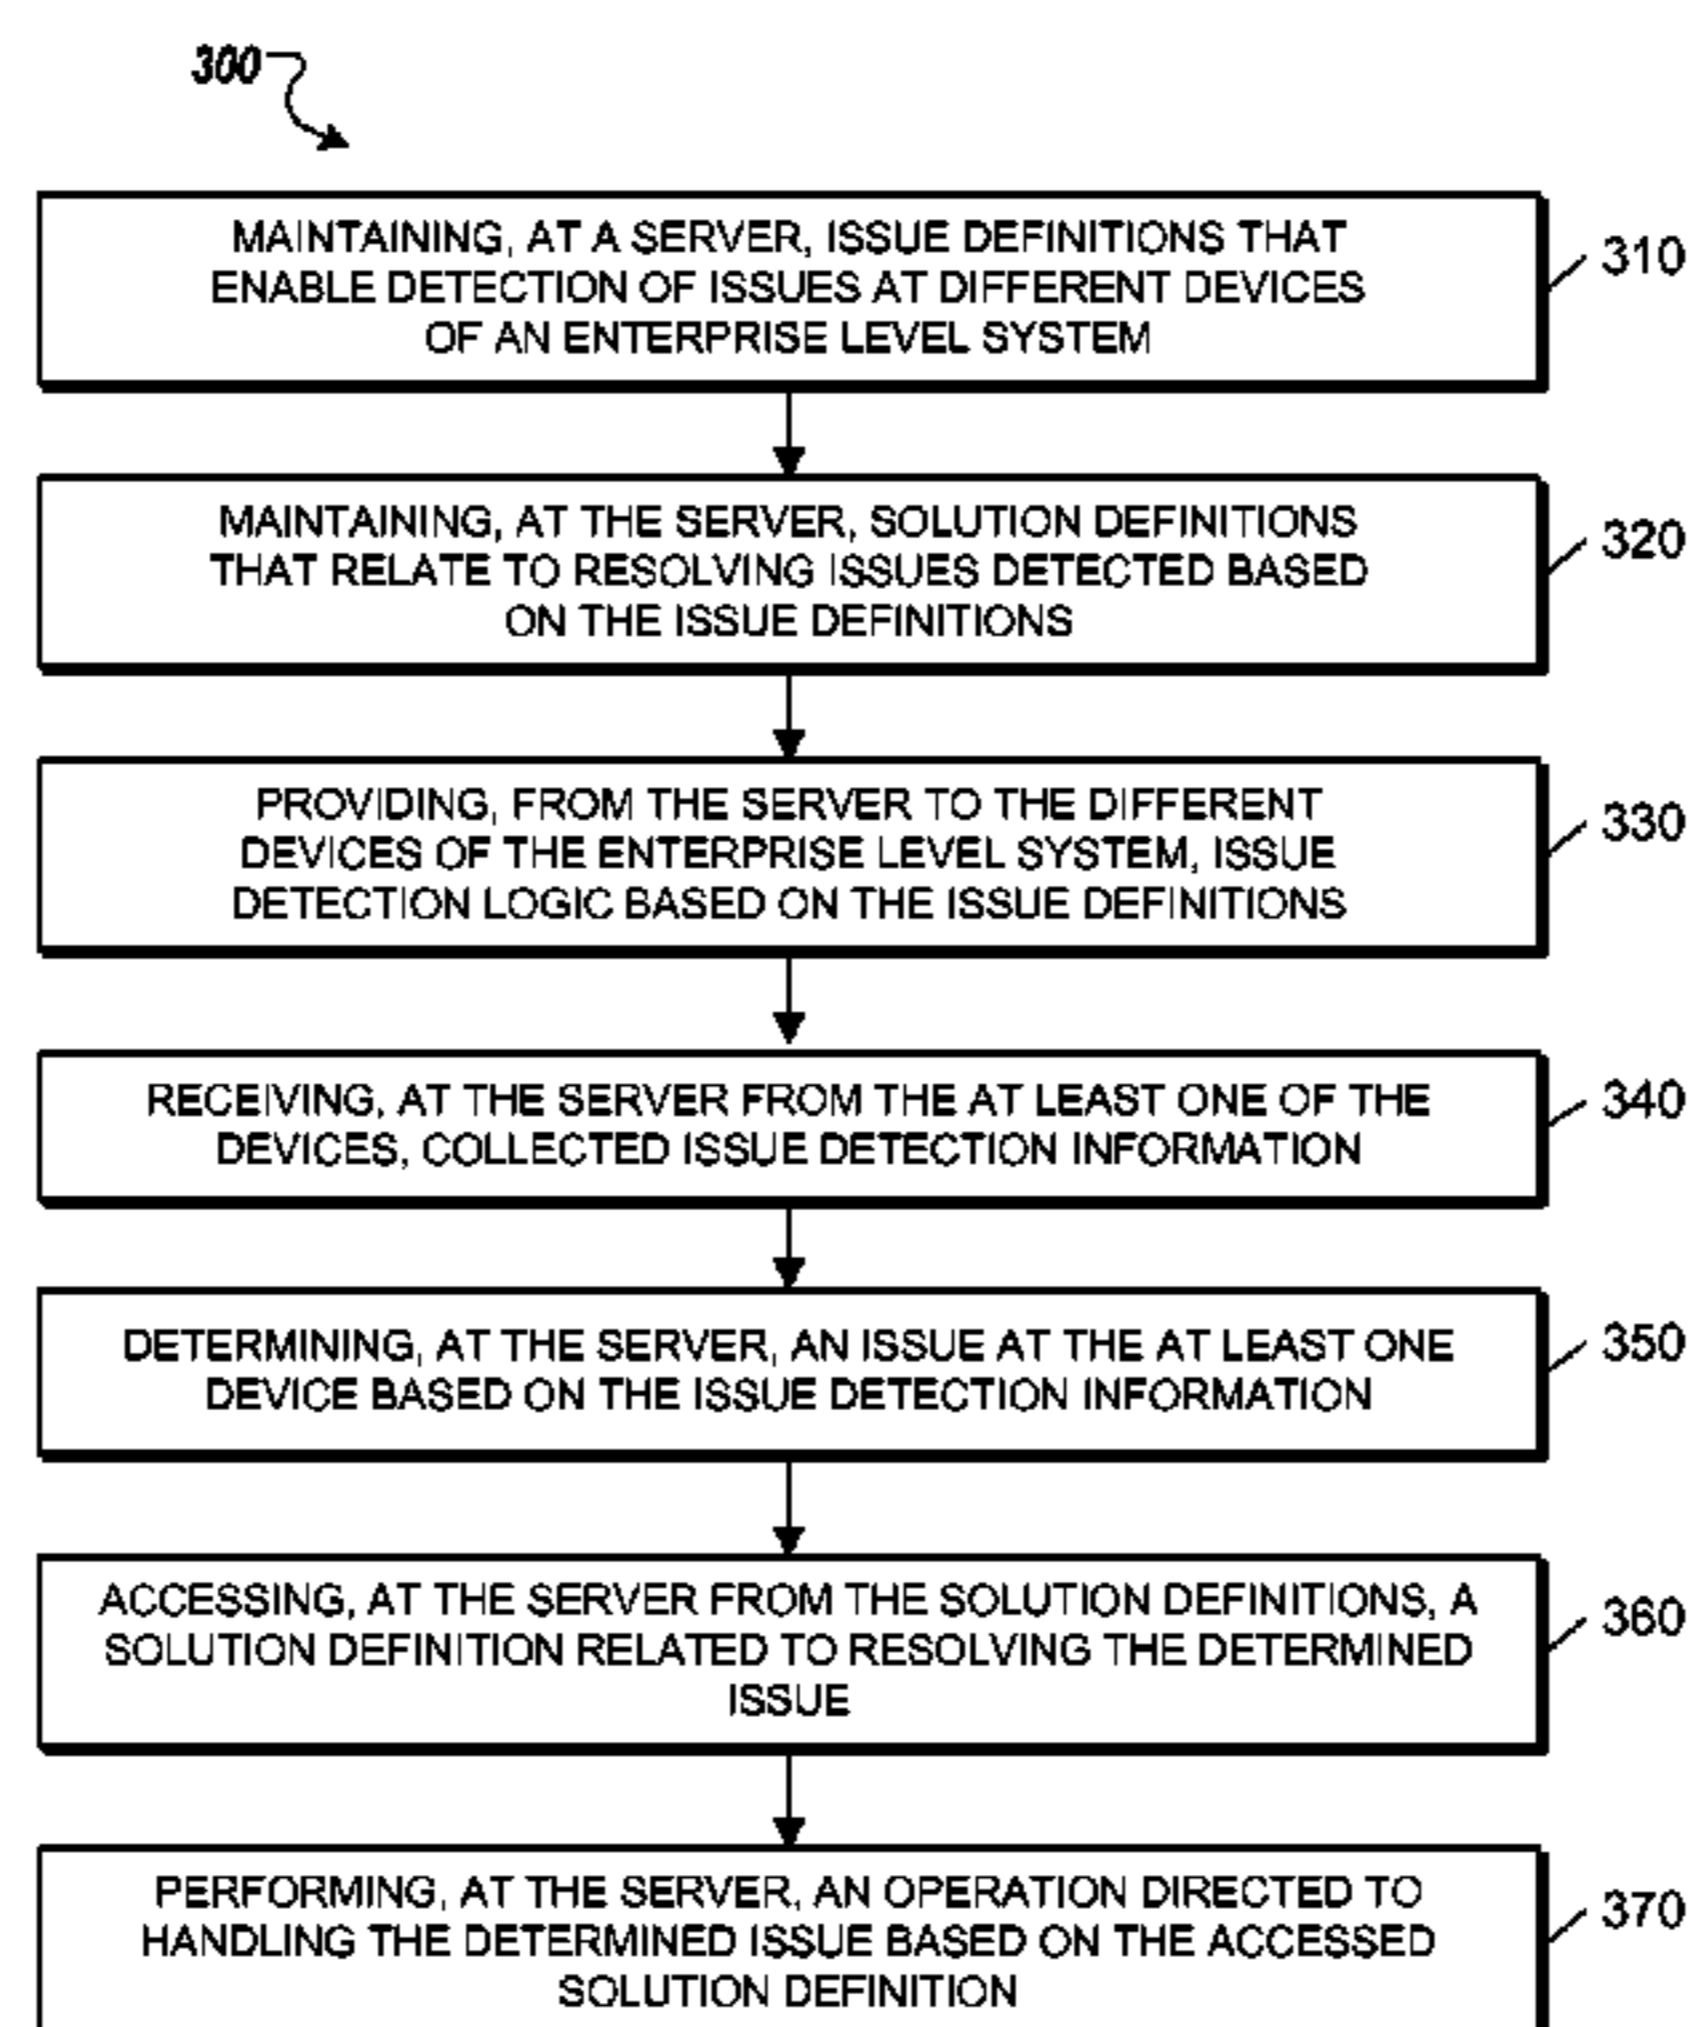 300
MAINTAINING, AT A SERVER, ISSUE DEFINITIONS THAT
ENABLE DETECTION OF ISSUES AT DIFFERENT DEVICES
OF AN ENTERPRISE LEVEL SYSTEM
310
MAINTAINING, AT THE SERVER, SOLUTION DEFINITIONS
THAT RELATE TO RESOLVING ISSUES DETECTED BASED
ON THE ISSUE DEFINITIONS
320
PROVIDING, FROM THE SERVER TO THE DIFFERENT
DEVICES OF THE ENTERPRISE LEVEL SYSTEM, ISSUE
DETECTION LOGIC BASED ON THE ISSUE DEFINITIONS
330
RECEIVING, AT THE SERVER FROM THE AT LEAST ONE OF THE
DEVICES, COLLECTED ISSUE DETECTION INFORMATION
340
DETERMINING, AT THE SERVER, AN ISSUE AT THE AT LEAST ONE
DEVICE BASED ON THE ISSUE DETECTION INFORMATION
350
ACCESSING, AT THE SERVER FROM THE SOLUTION DEFINITIONS, A
SOLUTION DEFINITION RELATED TO RESOLVING THE DETERMINED
ISSUE
360
PERFORMING, AT THE SERVER, AN OPERATION DIRECTED TO
HANDLING THE DETERMINED ISSUE BASED ON THE ACCESSED
SOLUTION DEFINITION
370